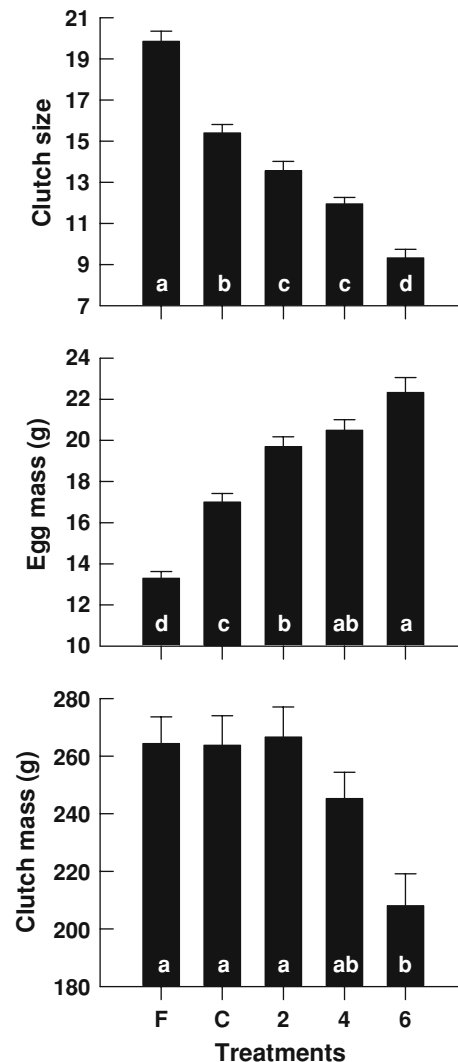 Clutch size
21
19
17
15
13
11
9
7
a b c c d
Egg mass (g)
24
22
20
18
16
14
12
10
d c b ab a
Clutch mass (g)
280
260
240
220
200
180
a a a ab b
F C 2 4 6
Treatments